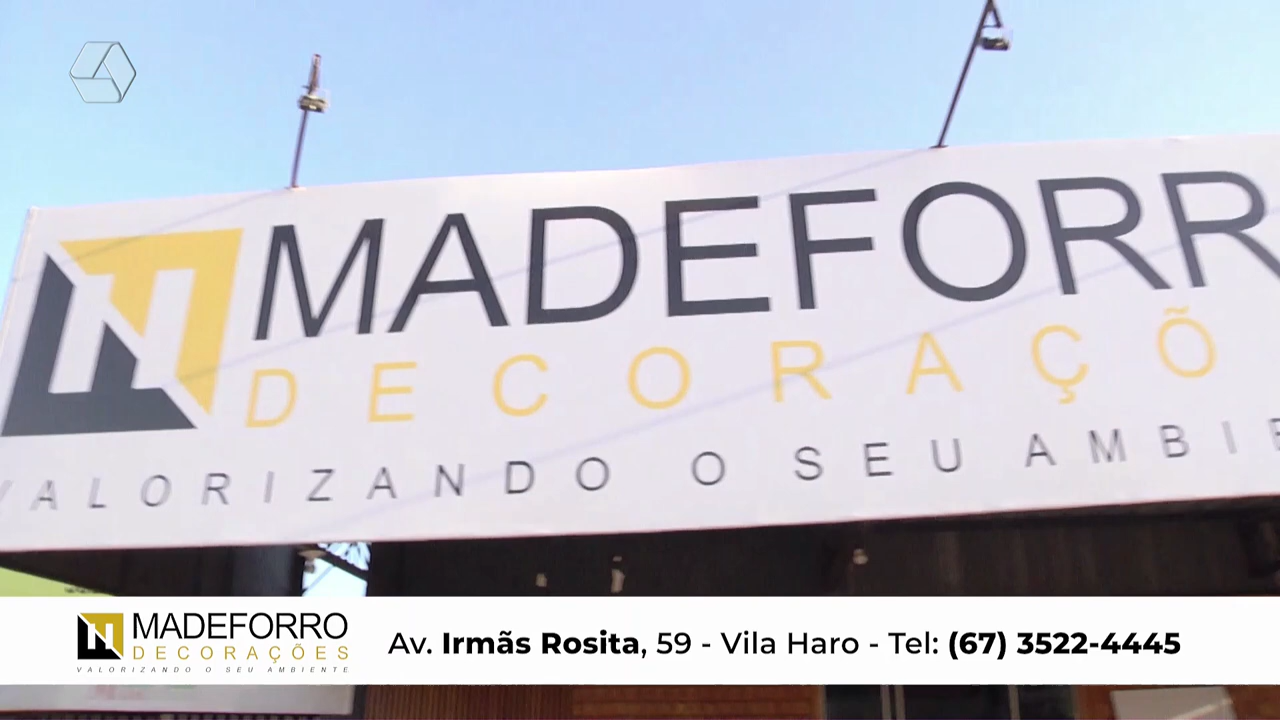 MADEFORR
DECORAÇÕ
VALORIZANDO O SEU AMBIE
MADEFORRO
DECORAÇÕES
VALORIZANDO O SEU AMBIENTE
Av. Irmãs Rosita, 59 - Vila Haro - Tel: (67) 3522-4445